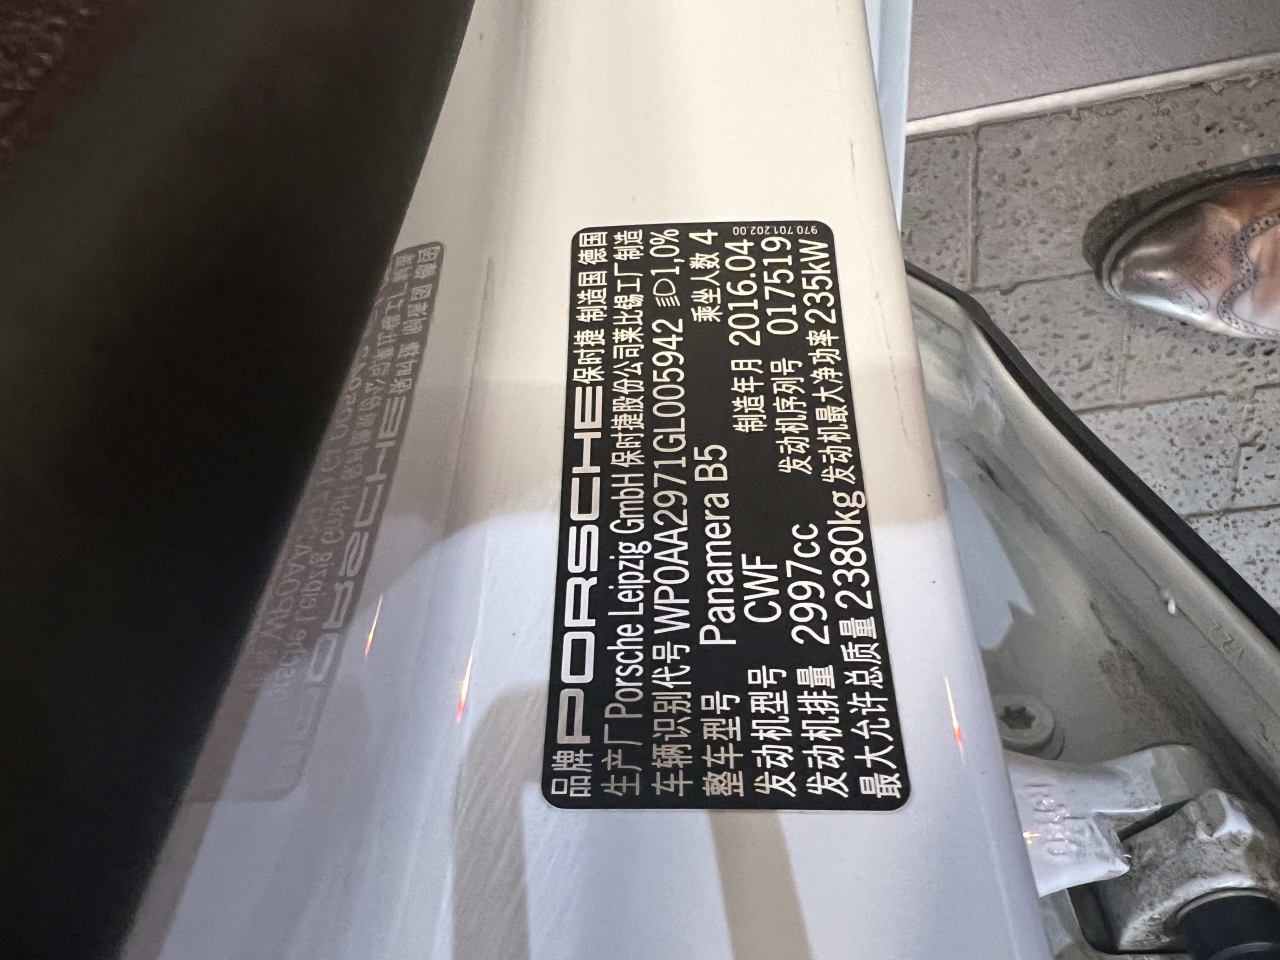 品牌 PORSCHE 保时捷 制造国 德国
生产厂 Porsche Leipzig GmbH 保时捷股份公司莱比锡工厂制造
车辆识别代号 WP0AA2971GL005942 1,0%
整车型号 Panamera B5 乘坐人数 4
发动机型号 CWF 制造年月 2016.04
发动机排量 2997cc 发动机序列号 017519
最大允许总质量 2380kg 发动机最大净功率 235kW
970.701.202.00